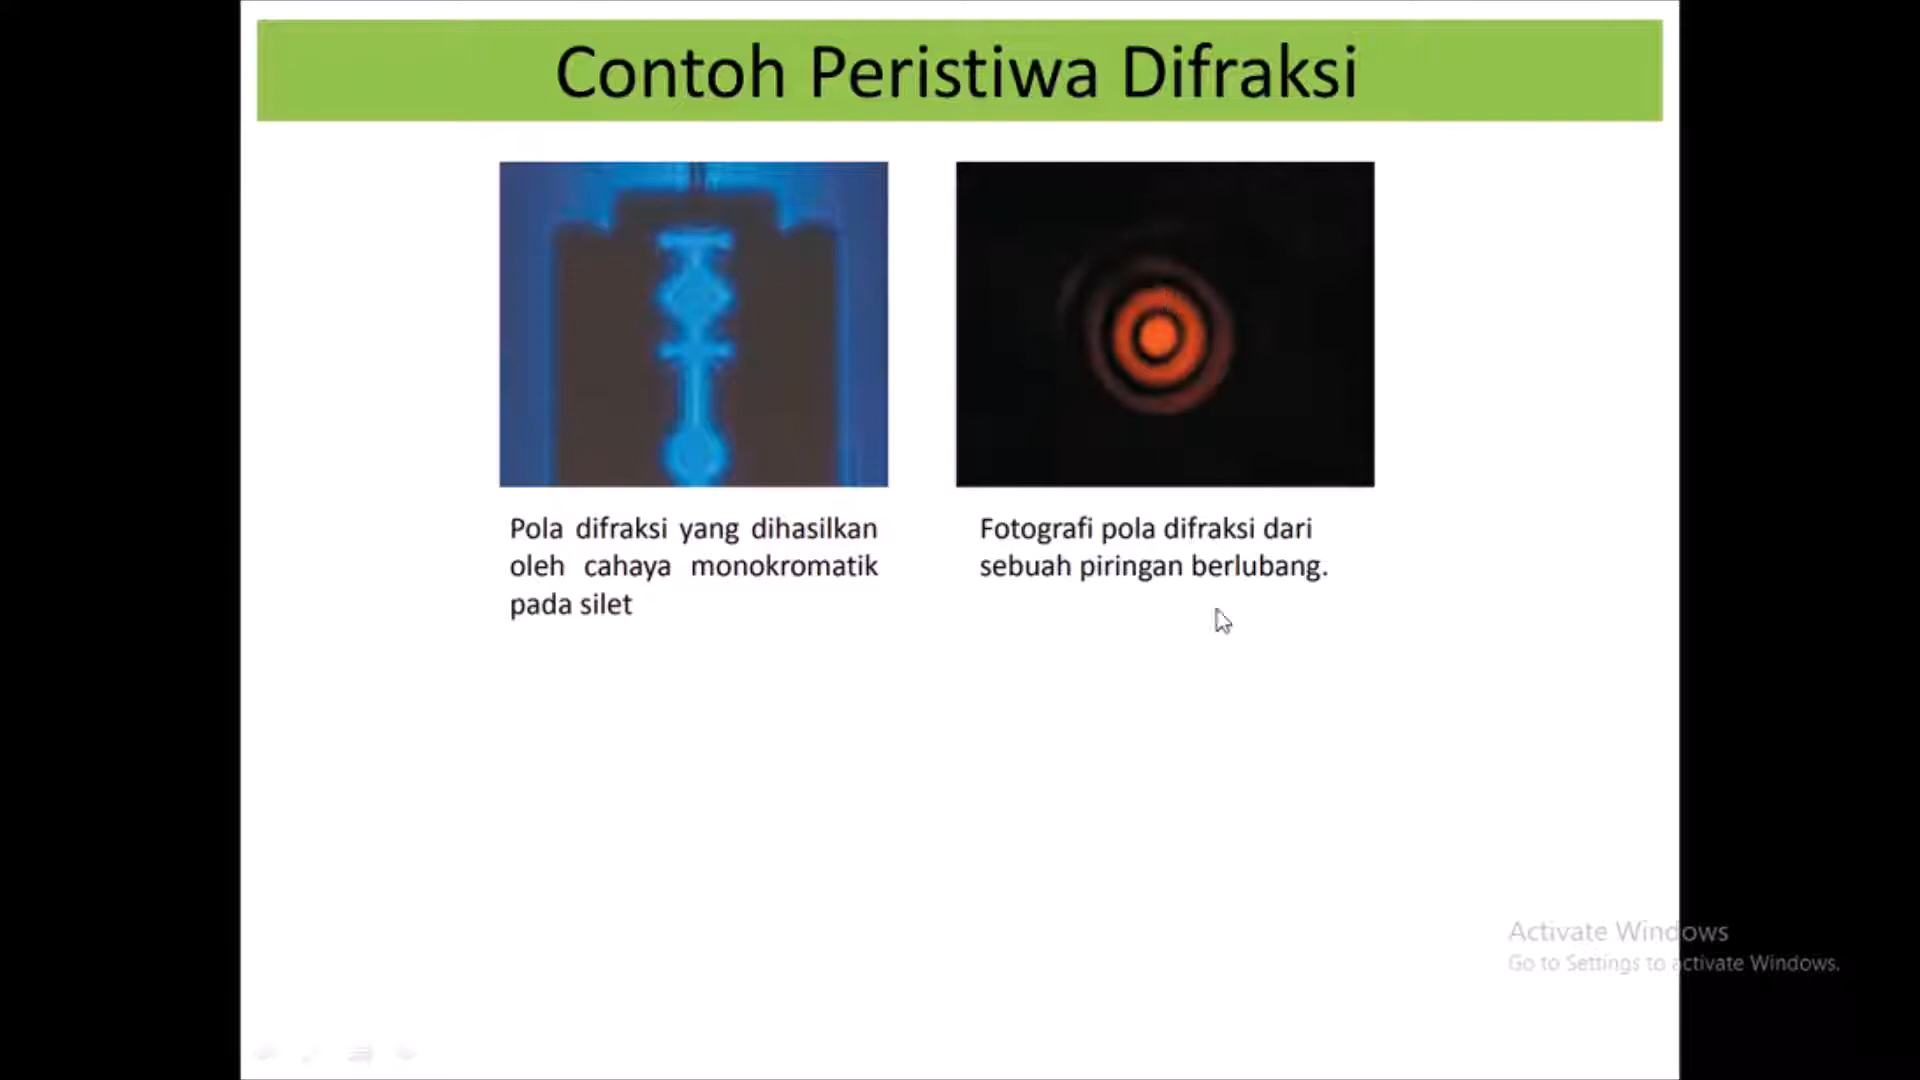 Contoh Peristiwa Difraksi
Pola difraksi yang dihasilkan
oleh cahaya monokromatik
pada silet
Fotografi pola difraksi dari
sebuah piringan berlubang.
Activate Windows
Go to Settings to activate Windows.